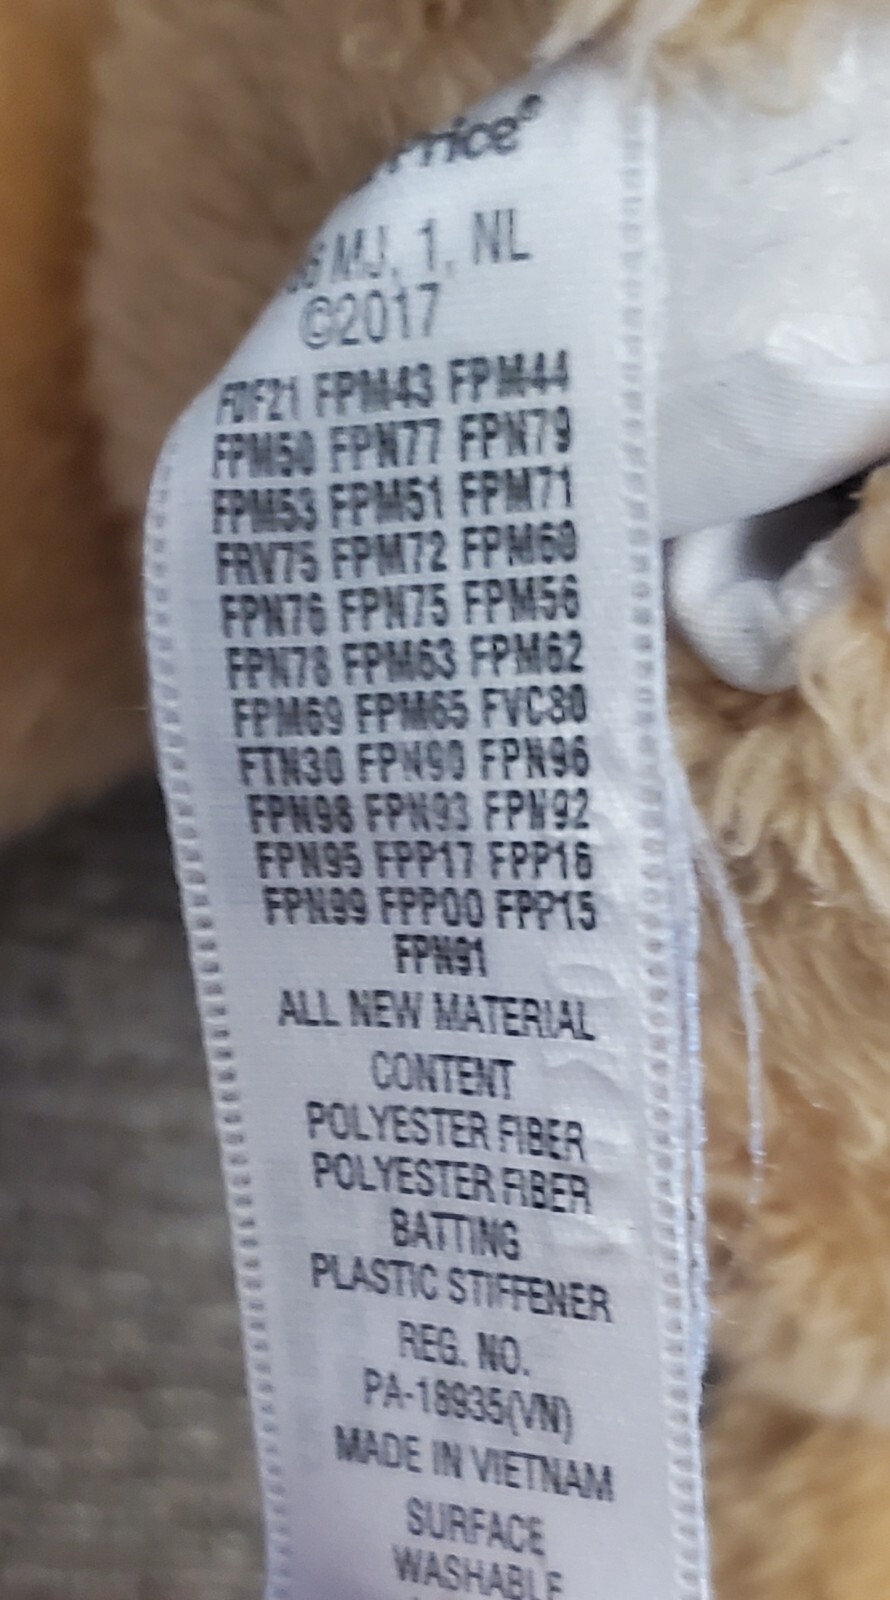 Price®
MJ, 1, NL
©2017
FDF21 FPM43 FPM44
FPM50 FPN77 FPN79
FPM53 FPM51 FPM71
FRV75 FPM72 FPM60
FPN76 FPN75 FPM56
FPN78 FPM63 FPM62
FPM69 FPM65 FVC80
FTN30 FPN90 FPN96
FPN98 FPN93 FPN92
FPN95 FPP17 FPP16
FPN99 FPP00 FPP15
FPN91
ALL NEW MATERIAL
CONTENT
POLYESTER FIBER
POLYESTER FIBER
BATTING
PLASTIC STIFFENER
REG. NO.
PA-18935(VN)
MADE IN VIETNAM
SURFACE
WASHABLE